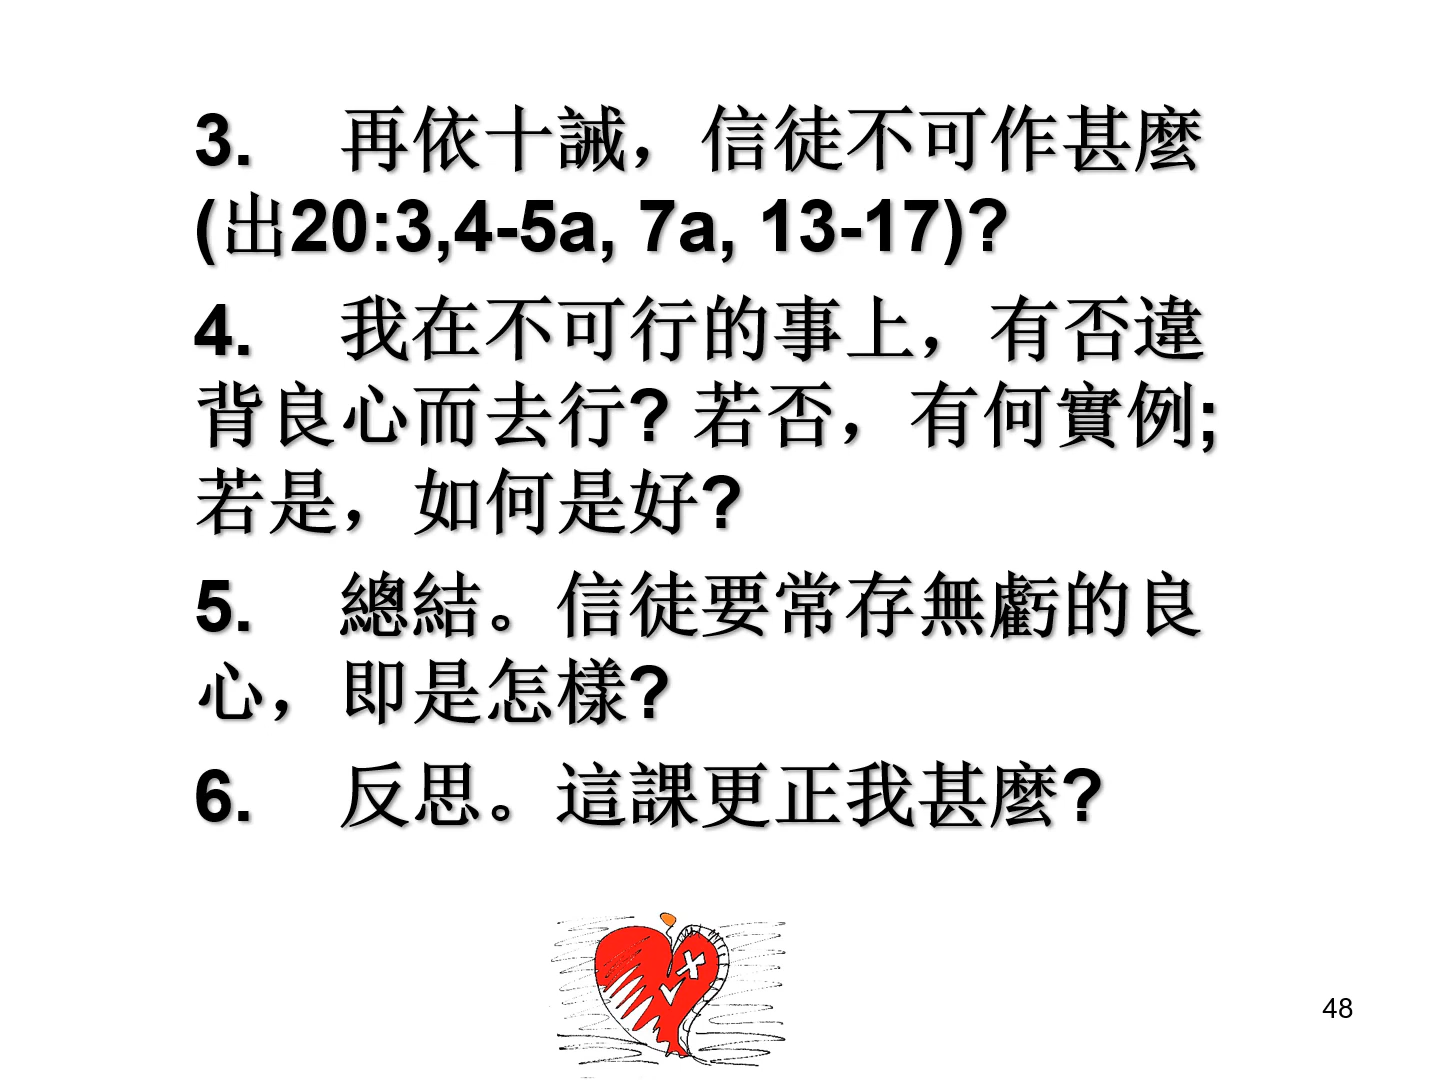 3. 再依十誡，信徒不可作甚麼
(出20:3,4-5a, 7a, 13-17)?
4. 我在不可行的事上，有否違
背良心而去行? 若否，有何實例;
若是，如何是好?
5. 總結。信徒要常存無虧的良
心，即是怎樣?
6. 反思。這課更正我甚麼?
48